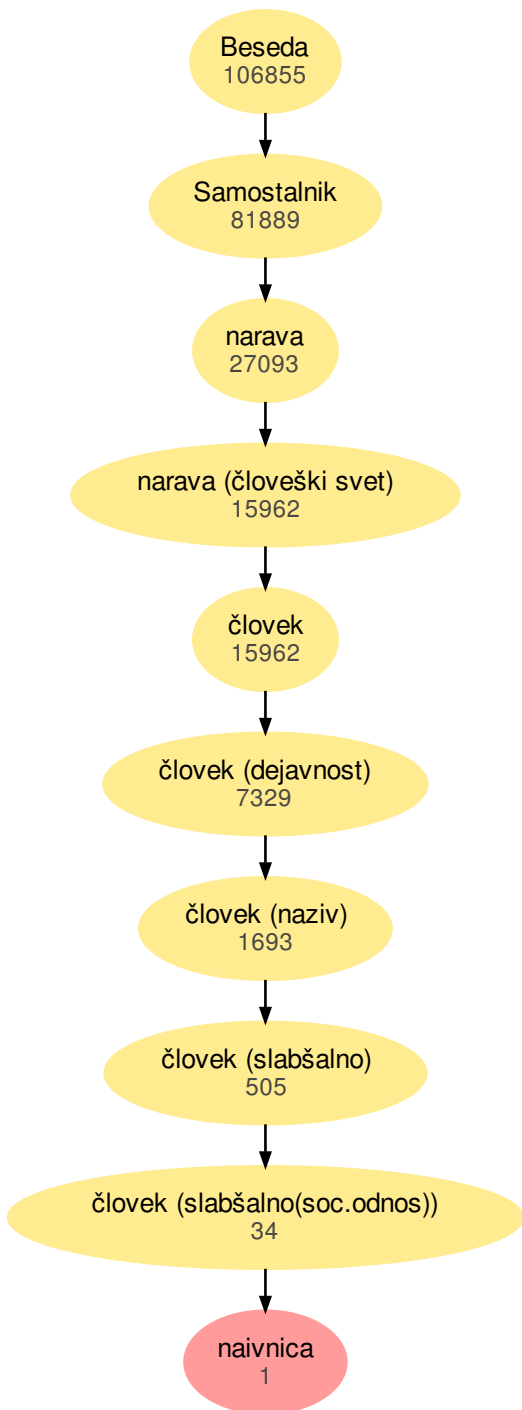 Beseda
106855
Samostalnik
81889
narava
27093
narava (človeški svet)
15962
človek
15962
človek (dejavnost)
7329
človek (naziv)
1693
človek (slabšalno)
505
človek (slabšalno(soc.odnos))
34
naivnica
1